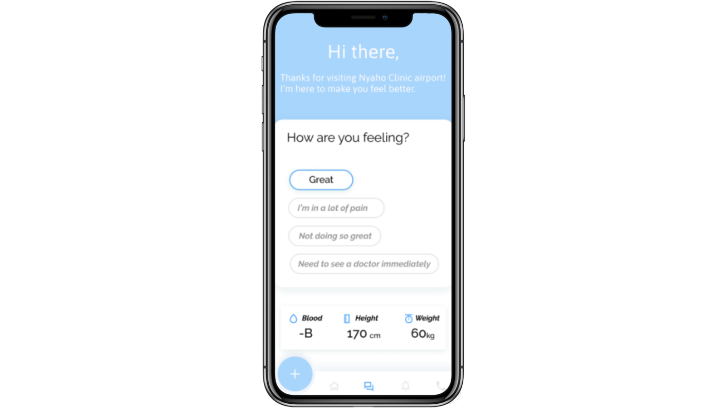 Hi there,
Thanks for visiting Nyaho Clinic airport!
I'm here to make you feel better.
How are you feeling?
Great
I'm in a lot of pain
Not doing so great
Need to see a doctor immediately
Blood Height Weight
-B 170 cm 60kg
+